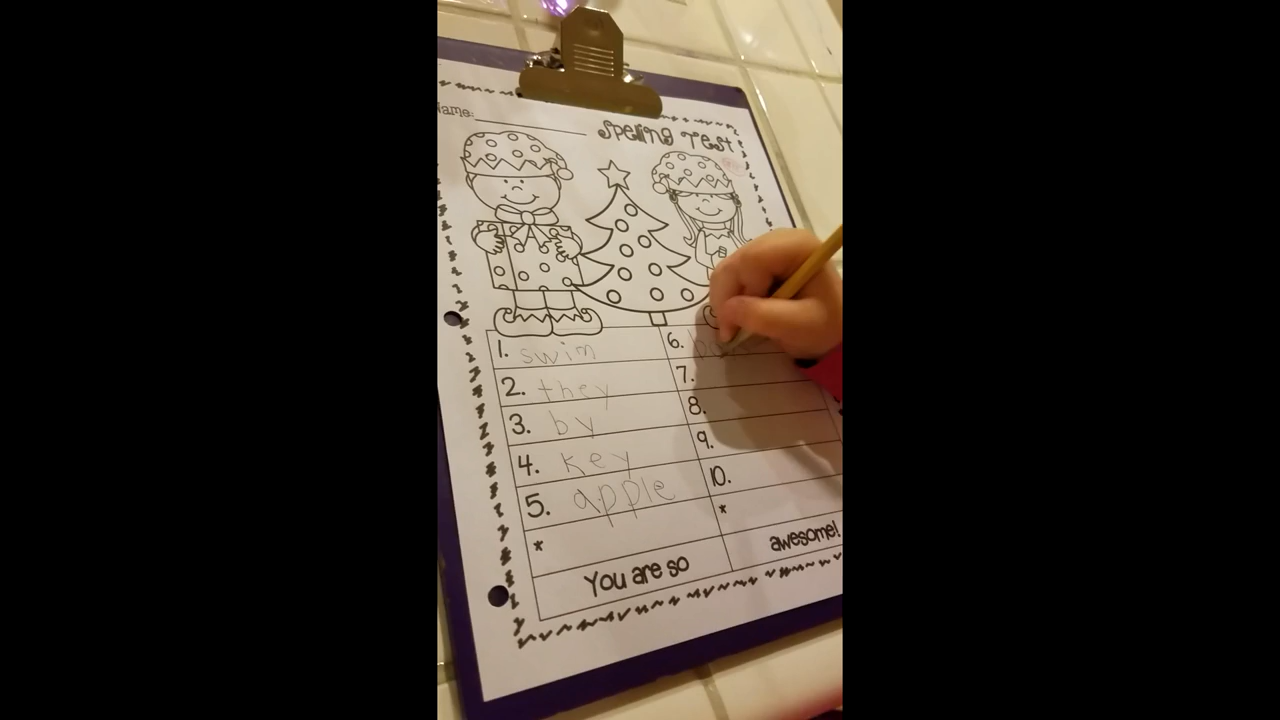 Name:
Spelling Test
1. swim
2. they
3. by
4. key
5. apple
*
6.
7.
8.
9.
10.
*
You are so
awesome!